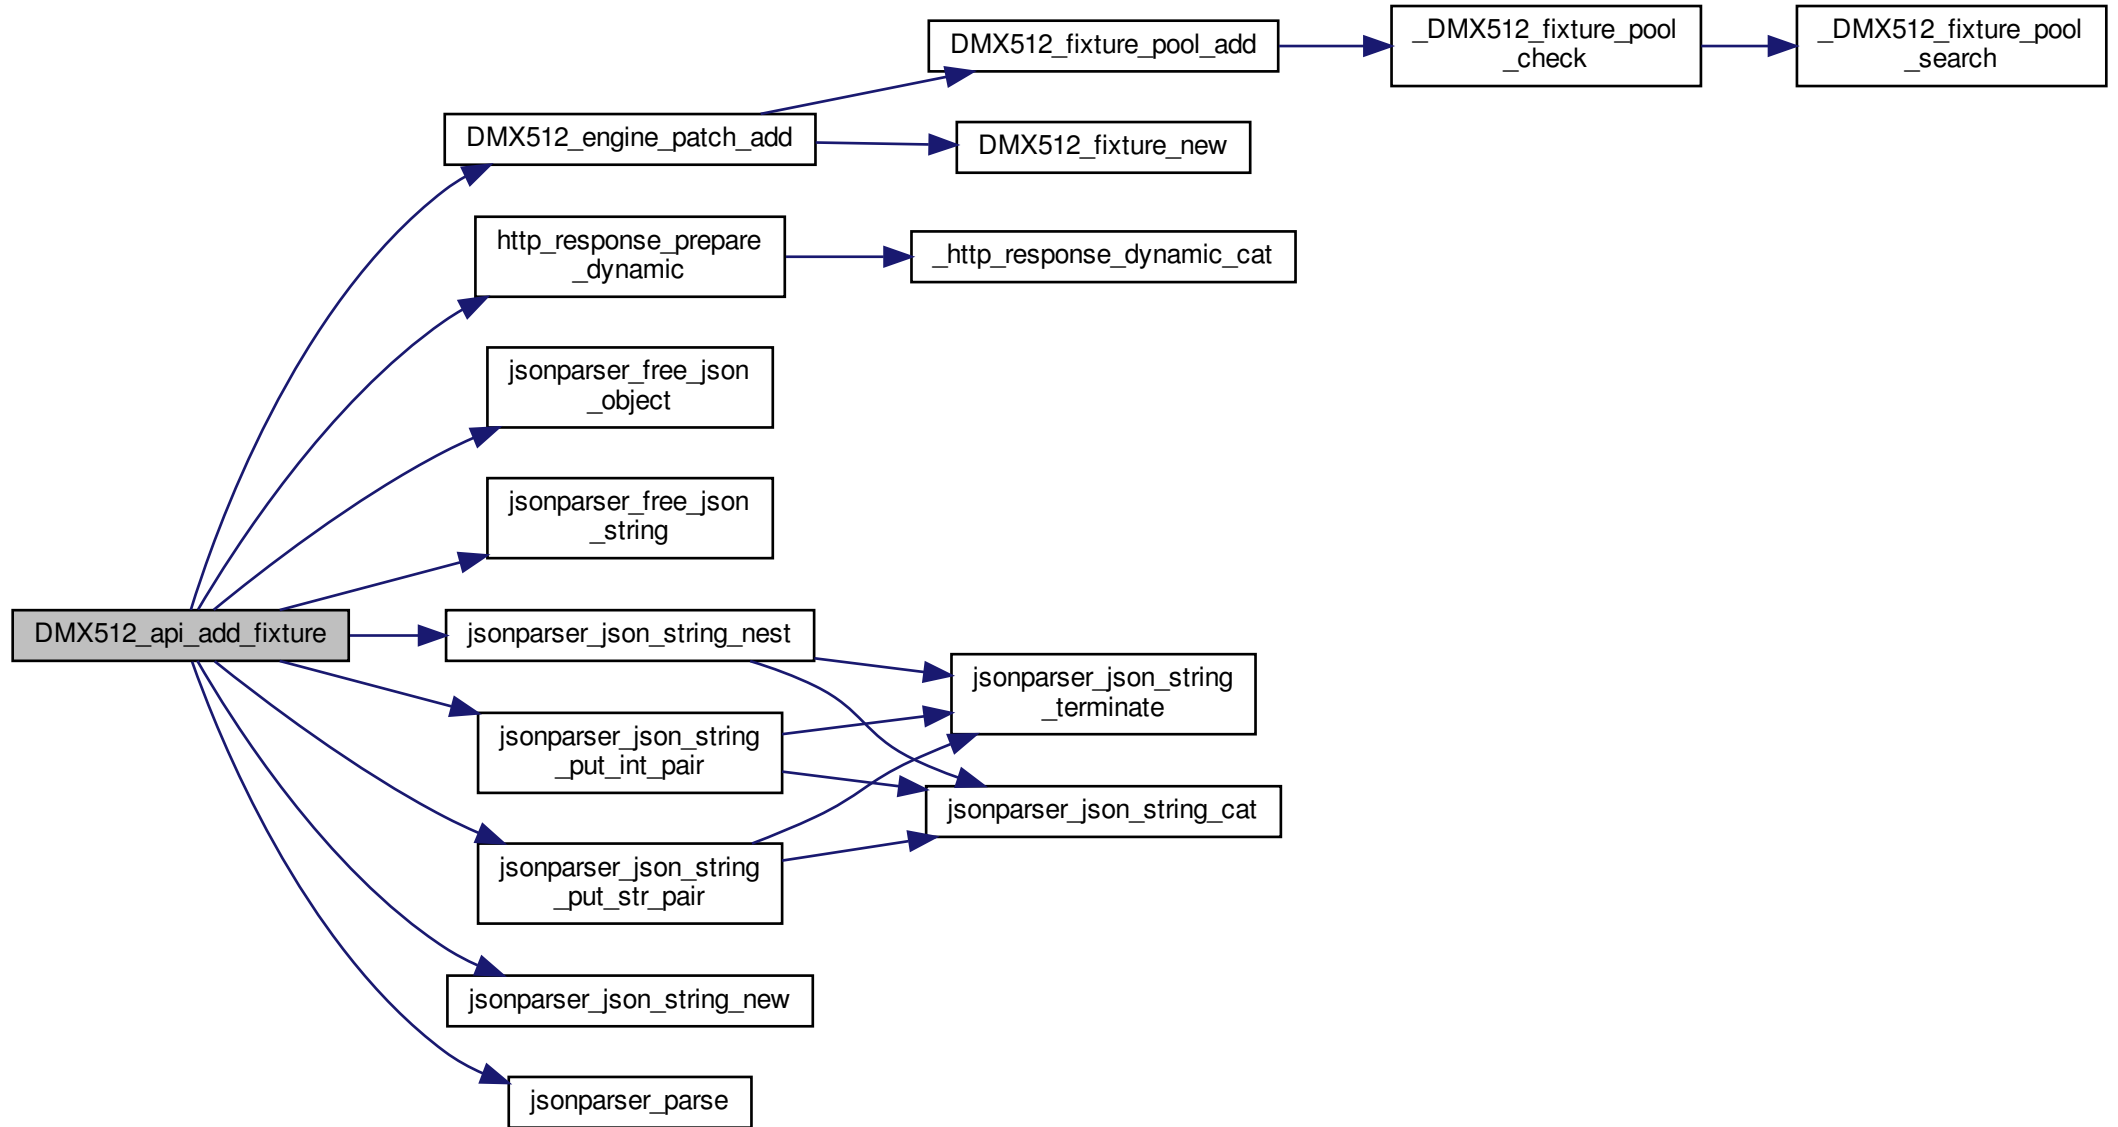 DMX512_fixture_pool_add
_DMX512_fixture_pool
_check
_DMX512_fixture_pool
_search
DMX512_engine_patch_add
DMX512_fixture_new
http_response_prepare
_dynamic
_http_response_dynamic_cat
jsonparser_free_json
_object
jsonparser_free_json
_string
DMX512_api_add_fixture
jsonparser_json_string_nest
jsonparser_json_string
_terminate
jsonparser_json_string
_put_int_pair
jsonparser_json_string_cat
jsonparser_json_string
_put_str_pair
jsonparser_json_string_new
jsonparser_parse